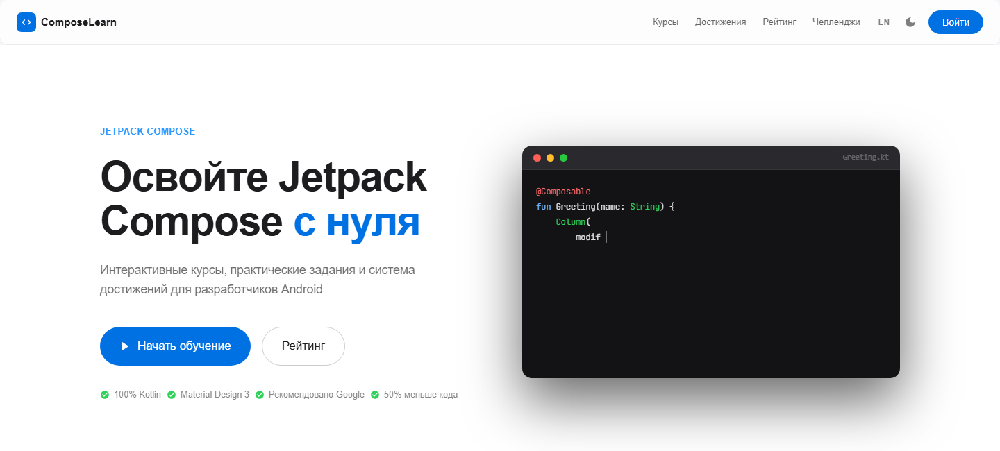 ComposeLearn
Курсы Достижения Рейтинг Челленджи EN Войти
JETPACK COMPOSE
Освойте Jetpack
Compose с нуля
Интерактивные курсы, практические задания и система
достижений для разработчиков Android
Начать обучение Рейтинг
100% Kotlin Material Design 3 Рекомендовано Google 50% меньше кода
Greeting.kt
@Composable
fun Greeting(name: String) {
    Column(
        modif